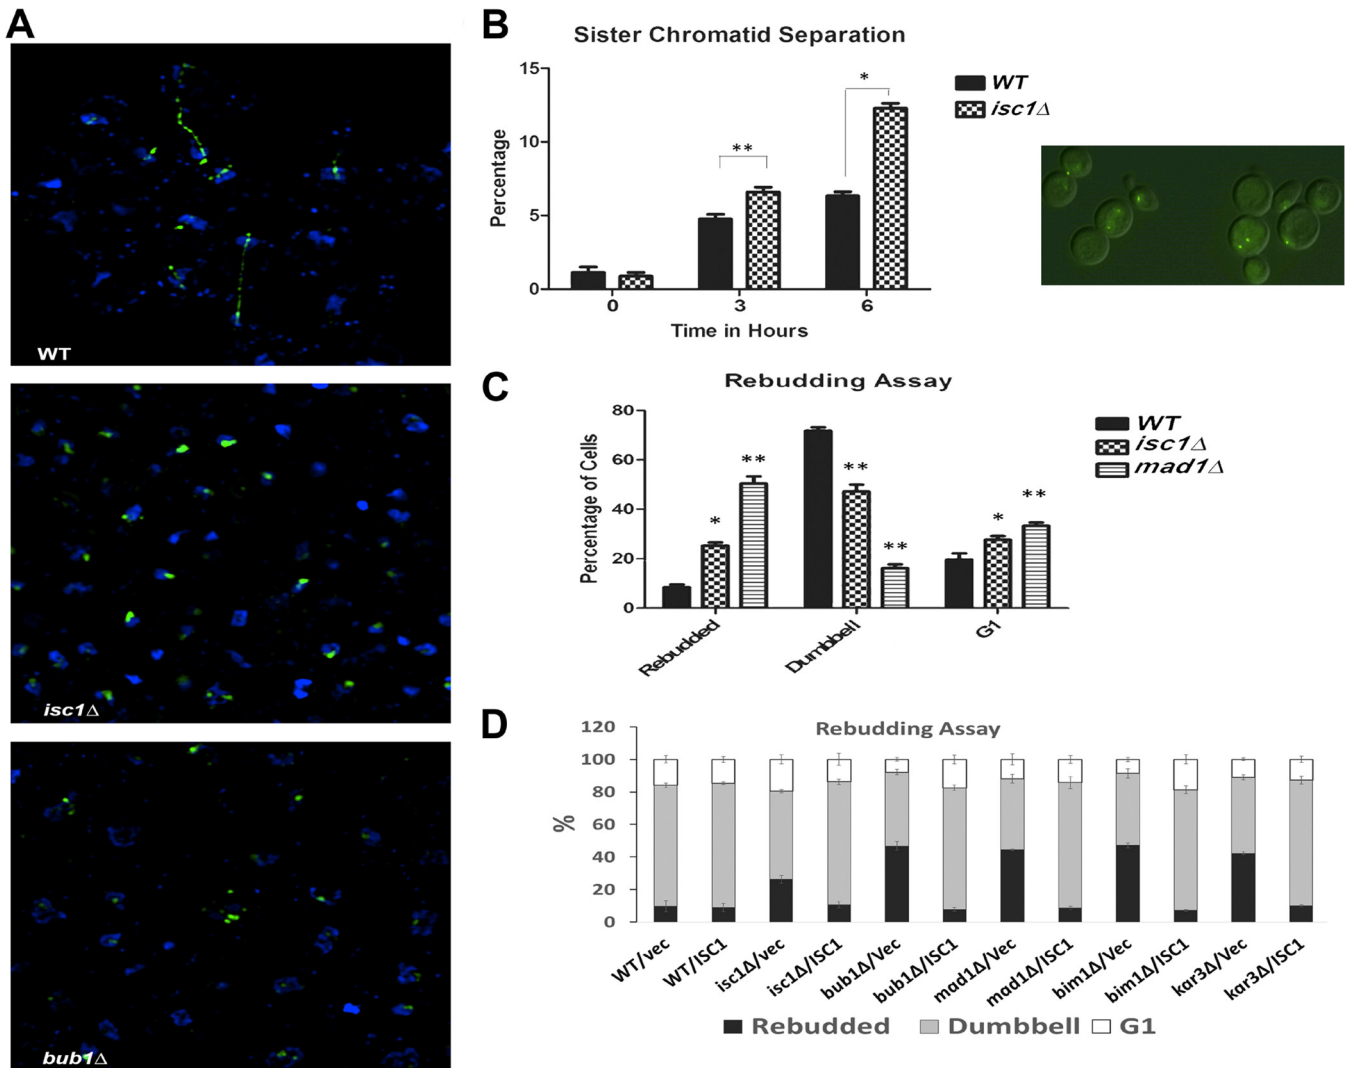 A
WT
isc1Δ
bub1Δ
B
Sister Chromatid Separation
Percentage
15
10
5
0
**
*
0 3 6
Time in Hours
WT
isc1Δ
C
Rebudding Assay
Percentage of Cells
80
60
40
20
0
* ** ** ** * **
Rebudded Dumbbell G1
WT
isc1Δ
mad1Δ
D
Rebudding Assay
%
120
100
80
60
40
20
0
WT/vec WT/ISC1 isc1Δ/vec isc1Δ/ISC1 bub1Δ/Vec bub1Δ/ISC1 mad1Δ/Vec mad1Δ/ISC1 bim1Δ/Vec bim1Δ/ISC1 kar3Δ/Vec kar3Δ/ISC1
Rebudded Dumbbell G1